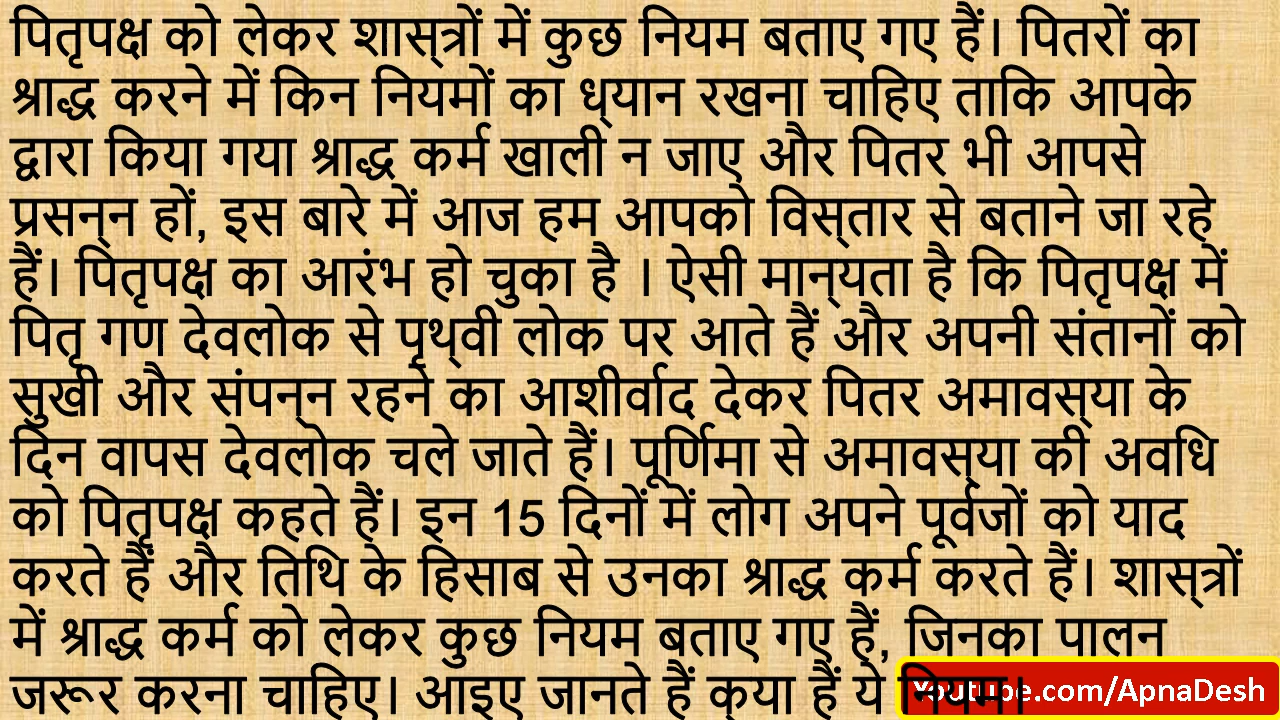 पितृपक्ष को लेकर शास्त्रों में कुछ नियम बताए गए हैं। पितरों का
श्राद्ध करने में किन नियमों का ध्यान रखना चाहिए ताकि आपके
द्वारा किया गया श्राद्ध कर्म खाली न जाए और पितर भी आपसे
प्रसन्न हों, इस बारे में आज हम आपको विस्तार से बताने जा रहे
हैं। पितृपक्ष का आरंभ हो चुका है । ऐसी मान्यता है कि पितृपक्ष में
पितृ गण देवलोक से पृथ्वी लोक पर आते हैं और अपनी संतानों को
सुखी और संपन्न रहने का आशीर्वाद देकर पितर अमावस्या के
दिन वापस देवलोक चले जाते हैं। पूर्णिमा से अमावस्या की अवधि
को पितृपक्ष कहते हैं। इन 15 दिनों में लोग अपने पूर्वजों को याद
करते हैं और तिथि के हिसाब से उनका श्राद्ध कर्म करते हैं। शास्त्रों
में श्राद्ध कर्म को लेकर कुछ नियम बताए गए हैं, जिनका पालन
जरूर करना चाहिए। आइए जानते हैं क्या हैं ये नियम।
Youtube.com/ApnaDesh